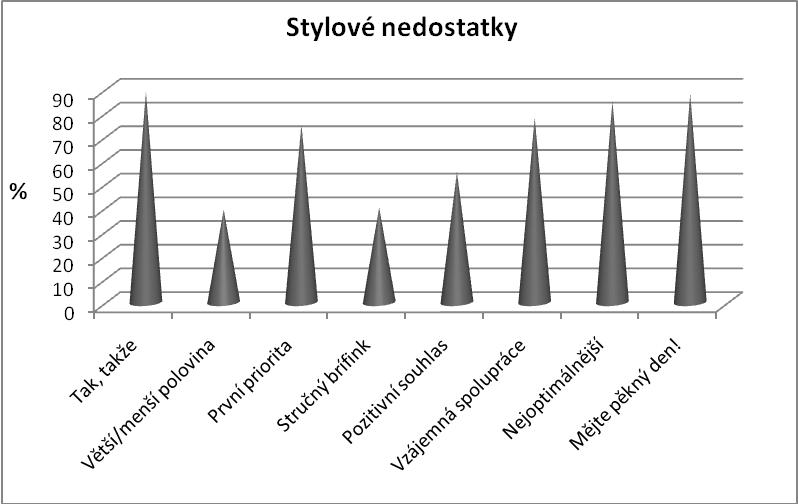 Stylové nedostatky
%
90
80
70
60
50
40
30
20
10
0
Tak, takže
Větší/menší polovina
První priorita
Stručný brífink
Pozitivní souhlas
Vzájemná spolupráce
Nejoptimálnější
Mějte pěkný den!